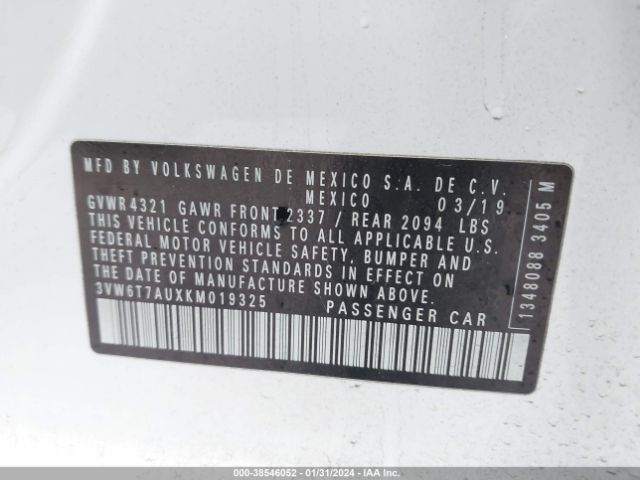 MFD BY VOLKSWAGEN DE MEXICO S.A. DE C.V.
MEXICO 03/19
GVWR 4321 GAWR FRONT 2337 / REAR 2094 LBS
THIS VEHICLE CONFORMS TO ALL APPLICABLE U.S.
FEDERAL MOTOR VEHICLE SAFETY, BUMPER AND
THEFT PREVENTION STANDARDS IN EFFECT ON
THE DATE OF MANUFACTURE SHOWN ABOVE.
3VW6T7AUXKM019325 PASSENGER CAR
1348088 3405 M
000-38546052 - 01/31/2024 - IAAI.COM